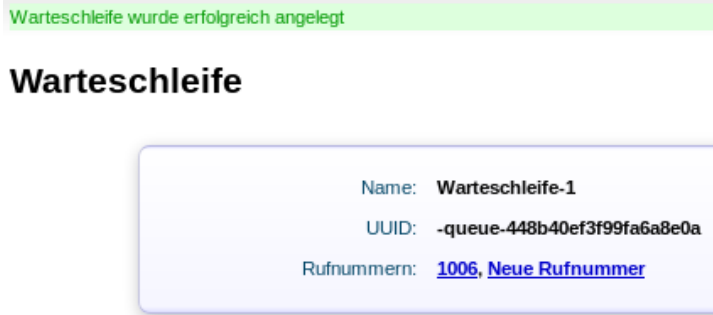 Warteschleife wurde erfolgreich angelegt
Warteschleife
Name: Warteschleife-1
UUID: -queue-448b40ef3f99fa6a8e0a
Rufnummern: 1006, Neue Rufnummer